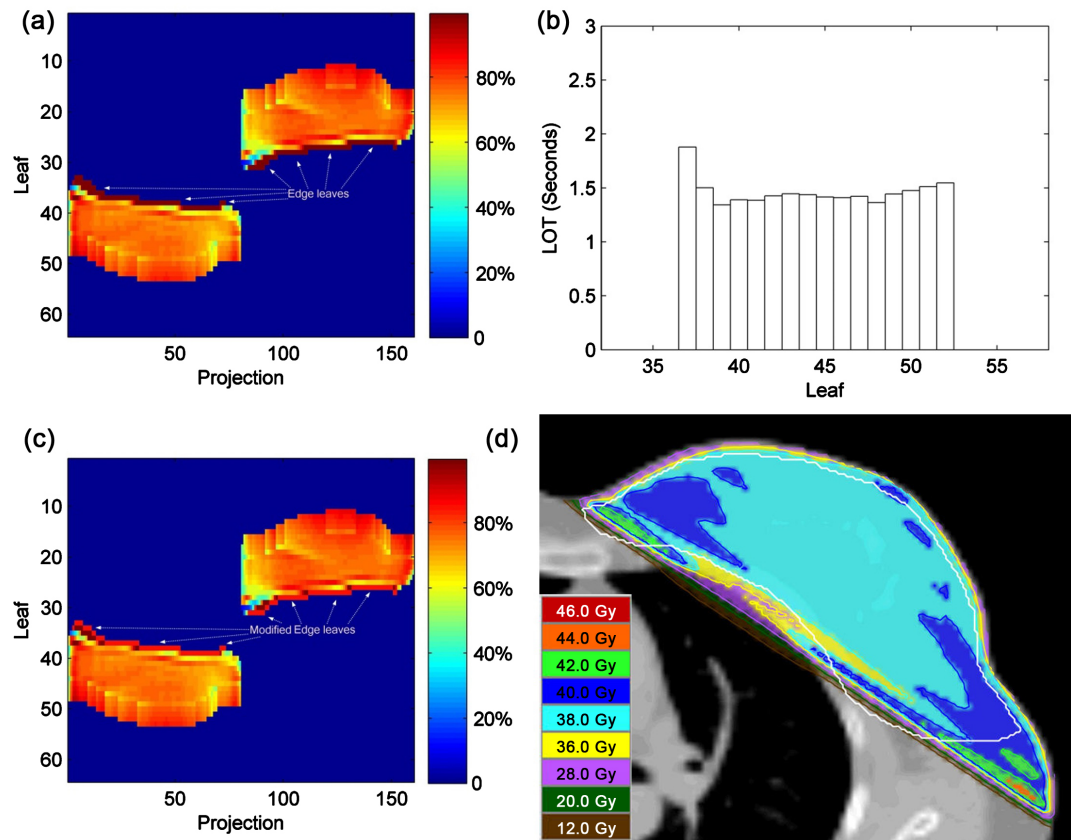 (a)
10
20
30
40
50
60
Leaf
50
100
150
Projection
80%
60%
40%
20%
0
Edge leaves
(b)
3
2.5
2
1.5
1
0.5
0
LOT (Seconds)
35
40
45
50
55
Leaf
(c)
10
20
30
40
50
60
Leaf
50
100
150
Projection
80%
60%
40%
20%
0
Modified Edge leaves
(d)
46.0 Gy
44.0 Gy
42.0 Gy
40.0 Gy
38.0 Gy
36.0 Gy
28.0 Gy
20.0 Gy
12.0 Gy